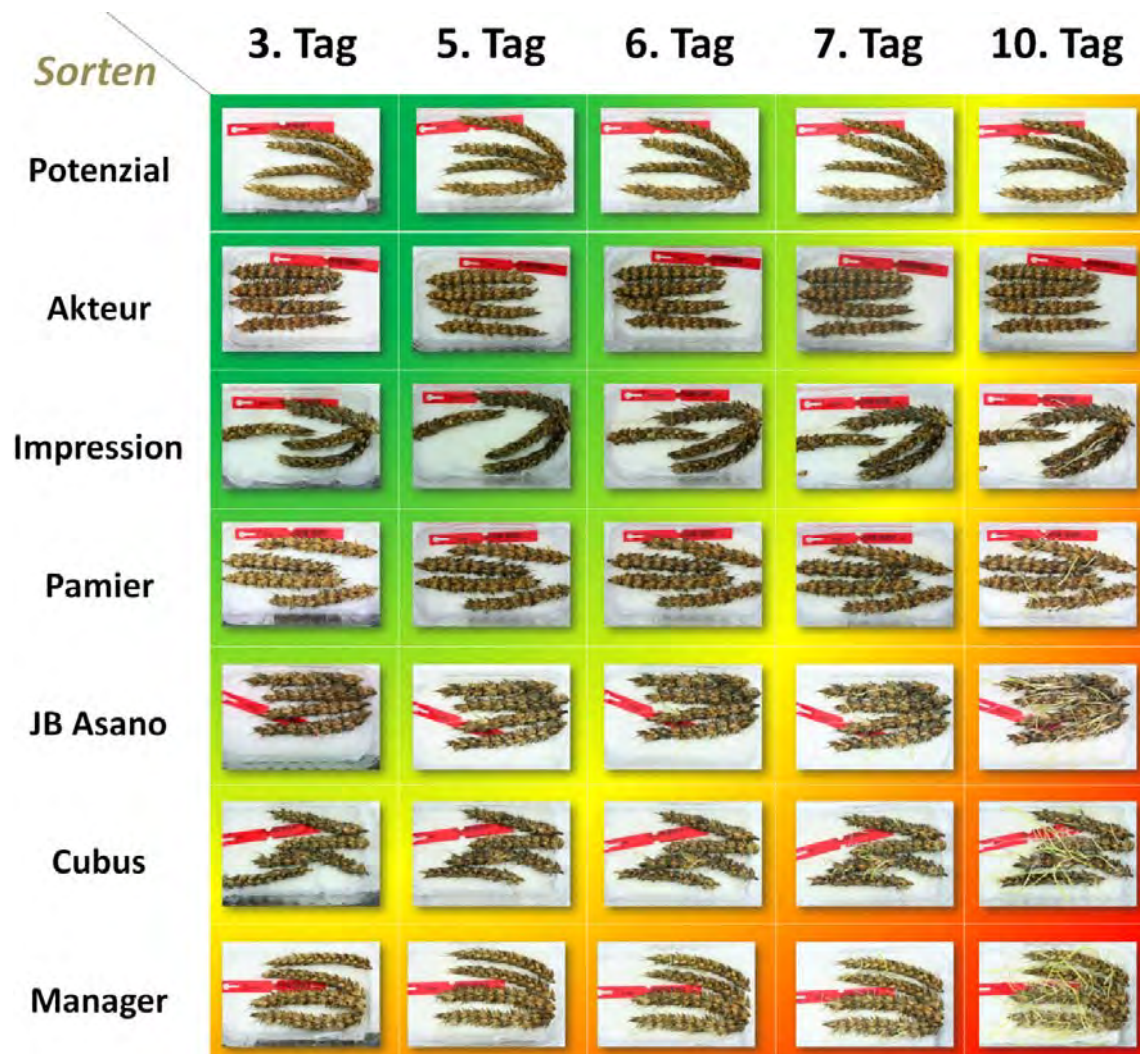 3. Tag 5. Tag 6. Tag 7. Tag 10. Tag
Sorten
Potenzial
Akteur
Impression
Pamier
JB Asano
Cubus
Manager